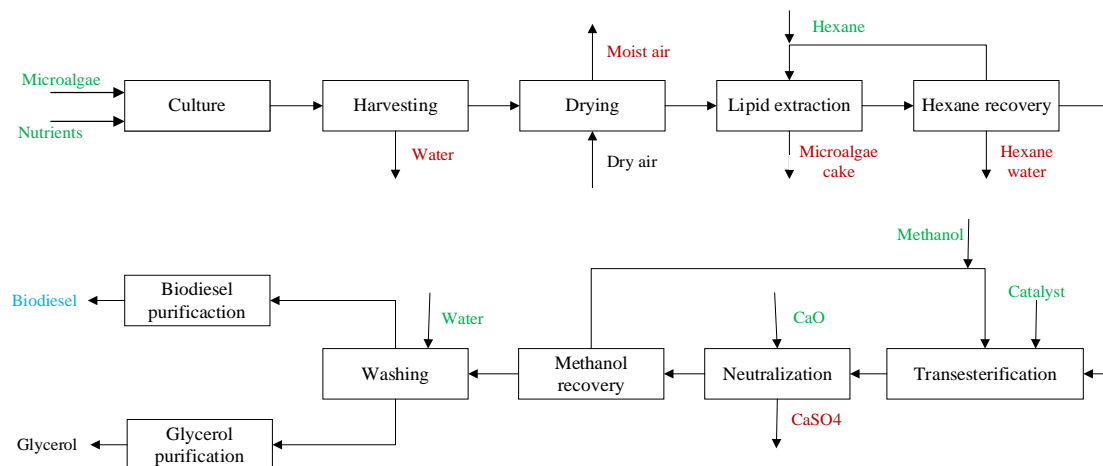 Hexane
Moist air
Microalgae
Culture
Harvesting
Drying
Lipid extraction
Hexane recovery
Nutrients
Water
Dry air
Microalgae
cake
Hexane
water
Methanol
Biodiesel
Biodiesel
purificaction
Water
CaO
Catalyst
Washing
Methanol
recovery
Neutralization
Transesterification
Glycerol
Glycerol
purification
CaSO4